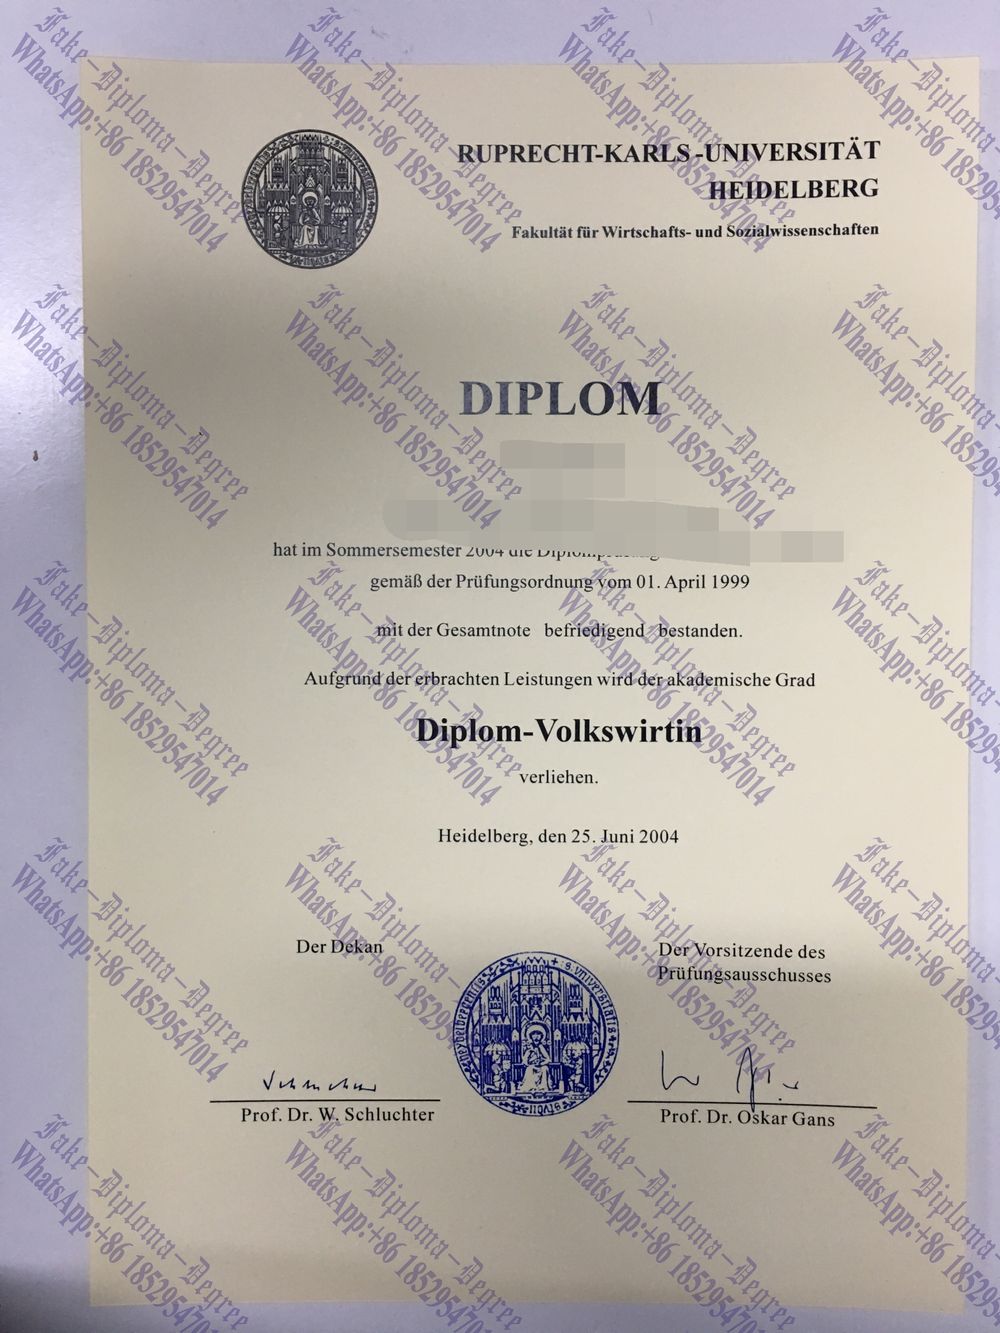 RUPRECHT-KARLS-UNIVERSITÄT
HEIDELBERG
Fakultät für Wirtschafts- und Sozialwissenschaften
DIPLOM
hat im Sommersemester 2004 die
gemäß der Prüfungsordnung vom 01. April 1999
mit der Gesamtnote befriedigend bestanden.
Aufgrund der erbrachten Leistungen wird der akademische Grad
Diplom-Volkswirtin
verliehen.
Heidelberg, den 25. Juni 2004
Der Dekan
Der Vorsitzende des
Prüfungsausschusses
Prof. Dr. W. Schluchter
Prof. Dr. Oskar Gans
Fake-Diploma-Degree
WhatsApp:+86 18529547014